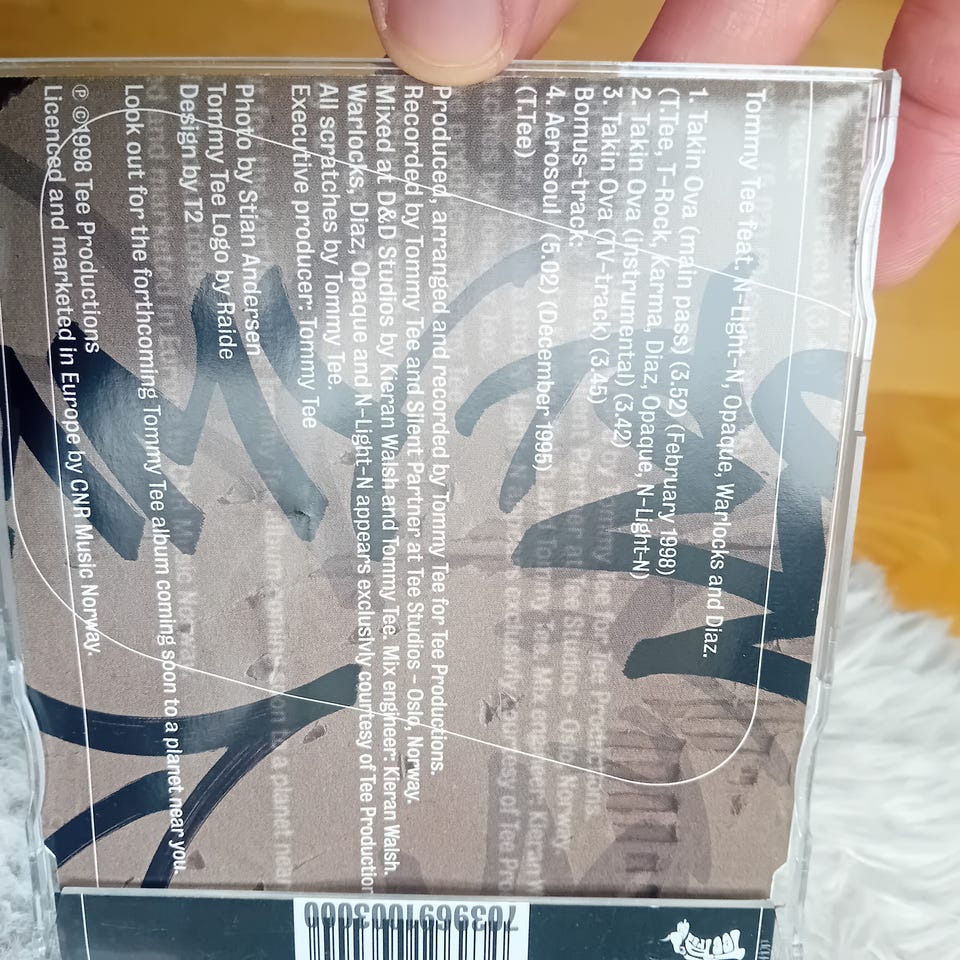 Tommy Tee feat. N-Light-N, Opaque, Warlocks and Diaz.
1. Takin Ova (main pass) (3.52) (February 1998)
(T.Tee, T-Rock, Karma, Diaz, Opaque, N-Light-N)
2. Takin Ova (instrumental) (3.42)
3. Takin Ova (TV-track) (3.45)
Bonus-track:
4. Aerosoul (5.02) (December 1995)
(T.Tee)
Produced, arranged and recorded by Tommy Tee for Tee Productions.
Recorded by Tommy Tee and Silent Partner at Tee Studios - Oslo, Norway.
Mixed at D&D Studios by Kieran Walsh and Tommy Tee. Mix engineer: Kieran Walsh.
Warlocks, Diaz, Opaque and N-Light-N appears exclusivly courtesy of Tee Production
All scratches by Tommy Tee.
Executive producer: Tommy Tee
Photo by Stian Andersen
Tommy Tee Logo by Raide
Design by T2
Look out for the forthcoming Tommy Tee album coming soon to a planet near you.
℗ ©1998 Tee Productions
Licenced and marketed in Europe by CNR Music Norway.
7039691003000